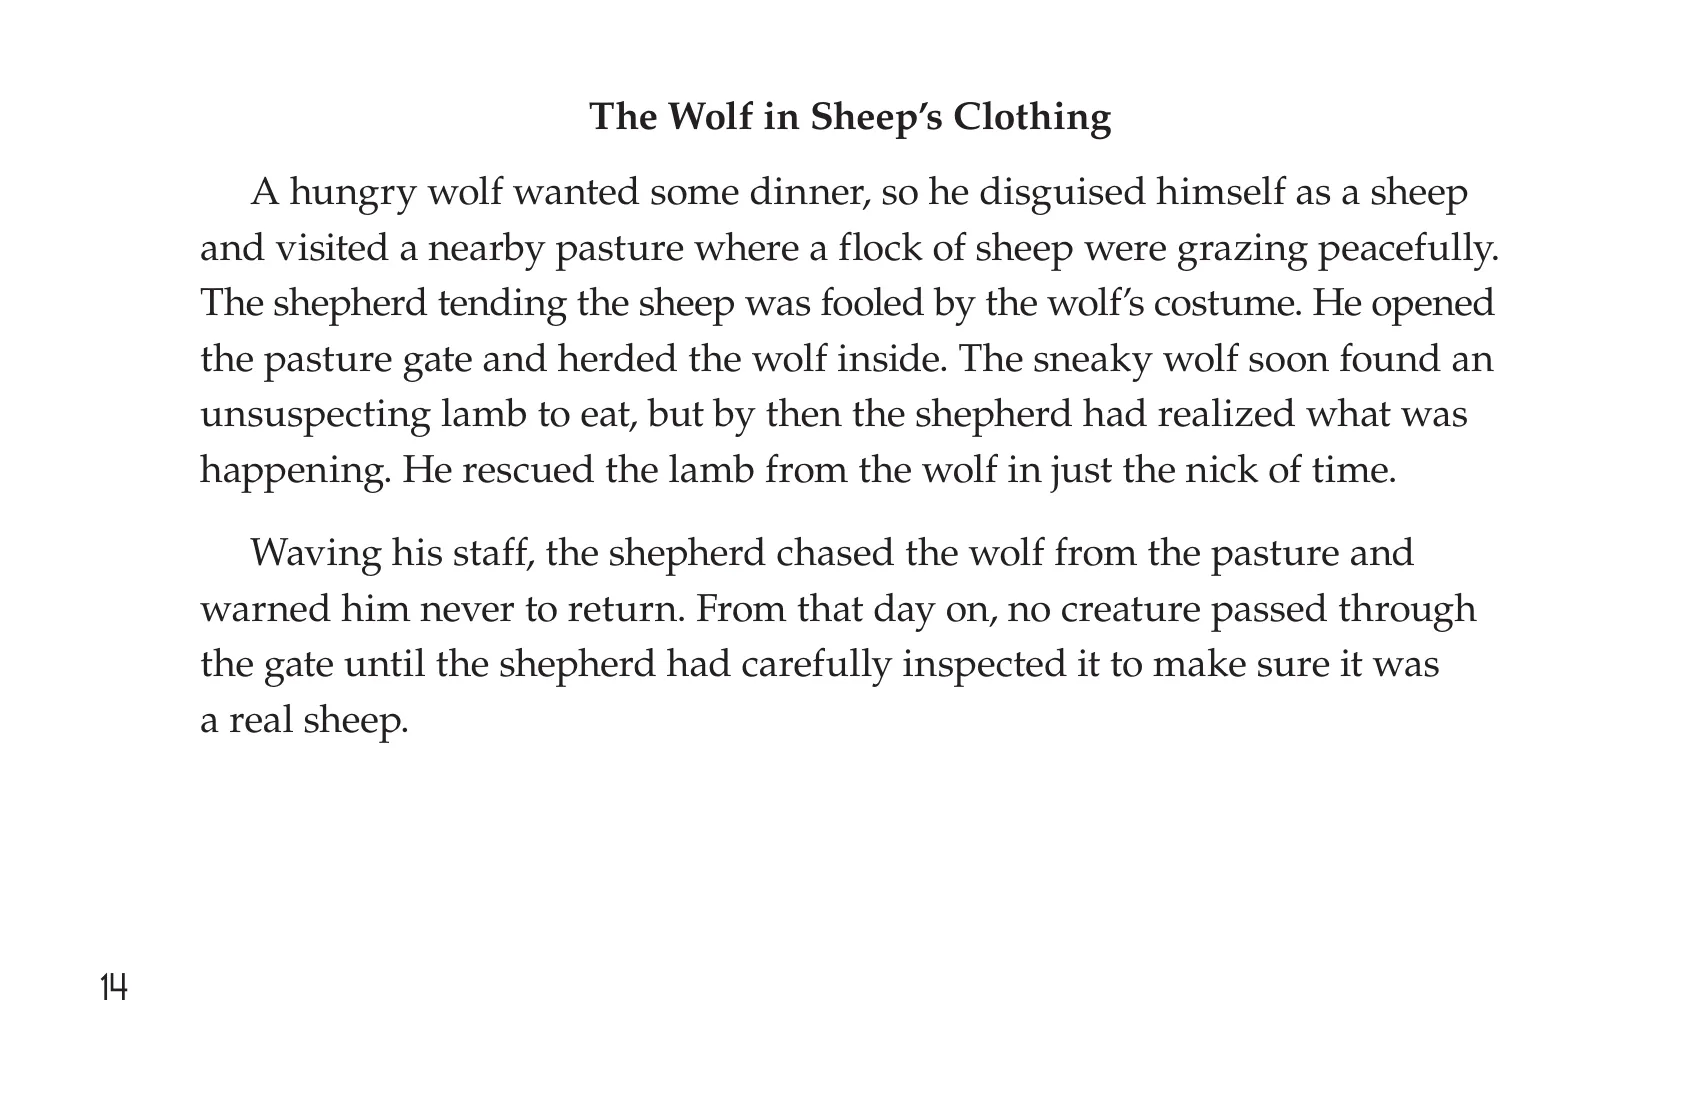 The Wolf in Sheep’s Clothing
A hungry wolf wanted some dinner, so he disguised himself as a sheep
and visited a nearby pasture where a flock of sheep were grazing peacefully.
The shepherd tending the sheep was fooled by the wolf’s costume. He opened
the pasture gate and herded the wolf inside. The sneaky wolf soon found an
unsuspecting lamb to eat, but by then the shepherd had realized what was
happening. He rescued the lamb from the wolf in just the nick of time.
Waving his staff, the shepherd chased the wolf from the pasture and
warned him never to return. From that day on, no creature passed through
the gate until the shepherd had carefully inspected it to make sure it was
a real sheep.
14